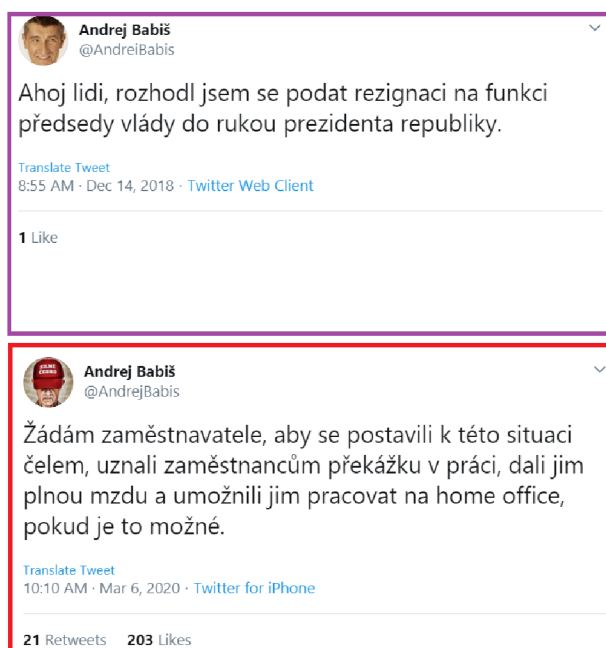 Andrej Babiš
@AndreiBabis
Ahoj lidi, rozhodl jsem se podat rezignaci na funkci
předsedy vlády do rukou prezidenta republiky.
Translate Tweet
8:55 AM · Dec 14, 2018 · Twitter Web Client
1 Like
SILNÉ
ČESKO
Andrej Babiš
@AndrejBabis
Žádám zaměstnavatele, aby se postavili k této situaci
čelem, uznali zaměstnancům překážku v práci, dali jim
plnou mzdu a umožnili jim pracovat na home office,
pokud je to možné.
Translate Tweet
10:10 AM · Mar 6, 2020 · Twitter for iPhone
21 Retweets 203 Likes